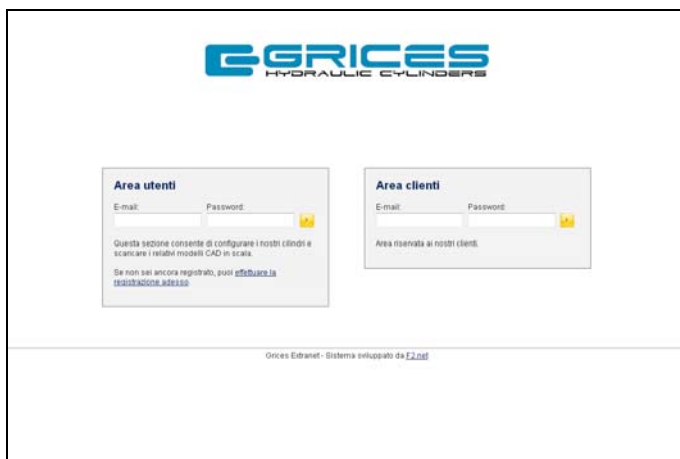 GRICES
HYDRAULIC CYLINDERS
Area utenti
E-mail: Password:
Questa sezione consente di configurare i nostri cilindri e
scaricare i relativi modelli CAD in scala.
Se non sei ancora registrato, puoi effettuare la
registrazione adesso.
Area clienti
E-mail: Password:
Area riservata ai nostri clienti.
Grices Extranet - Sistema sviluppato da F2.net